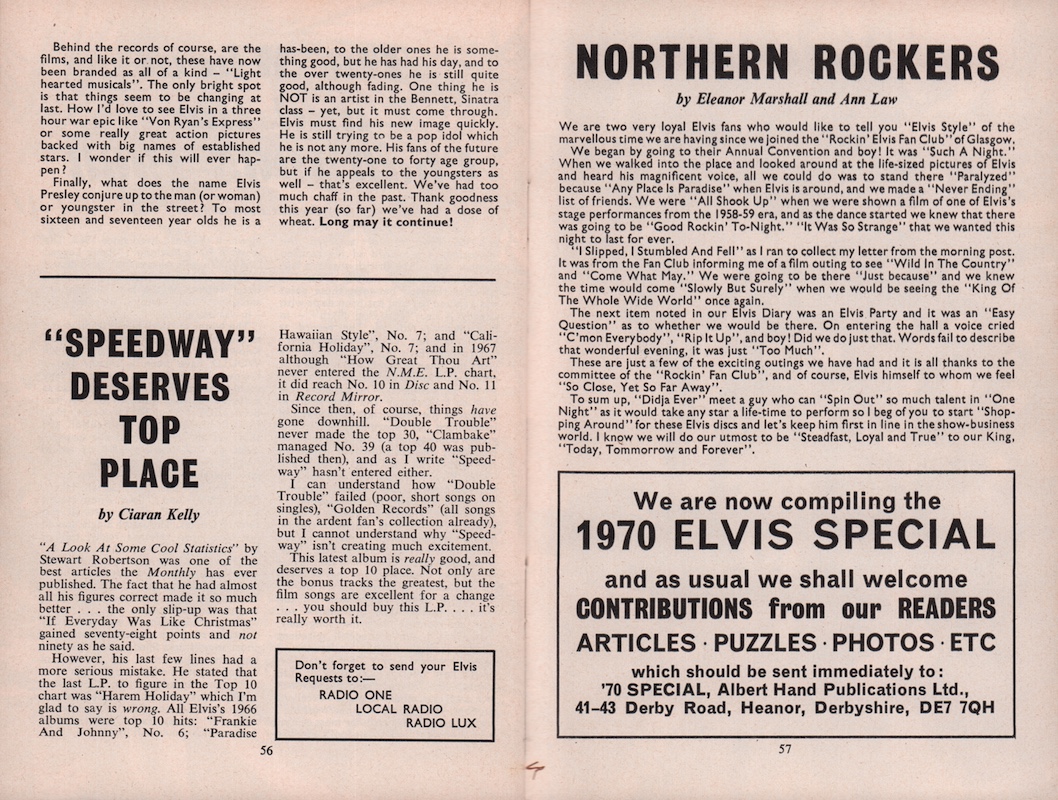 Behind the records of course, are the
films, and like it or not, these have now
been branded as all of a kind – "Light
hearted musicals". The only bright spot
is that things seem to be changing at
last. How I'd love to see Elvis in a three
hour war epic like "Von Ryan's Express"
or some really great action pictures
backed with big names of established
stars. I wonder if this will ever hap-
pen?
Finally, what does the name Elvis
Presley conjure up to the man (or woman)
or youngster in the street? To most
sixteen and seventeen year olds he is a
has-been, to the older ones he is some-
thing good, but he has had his day, and to
the over twenty-ones he is still quite
good, although fading. One thing he is
NOT is an artist in the Bennett, Sinatra
class – yet, but it must come through.
Elvis must find his new image quickly.
He is still trying to be a pop idol which
he is not any more. His fans of the future
are the twenty-one to forty age group,
but if he appeals to the youngsters as
well – that's excellent. We've had too
much chaff in the past. Thank goodness
this year (so far) we've had a dose of
wheat. Long may it continue!
"SPEEDWAY"
DESERVES
TOP
PLACE
by Ciaran Kelly
"A Look At Some Cool Statistics" by
Stewart Robertson was one of the
best articles the Monthly has ever
published. The fact that he had almost
all his figures correct made it so much
better . . . the only slip-up was that
"If Everyday Was Like Christmas"
gained seventy-eight points and not
ninety as he said.
However, his last few lines had a
more serious mistake. He stated that
the last L.P. to figure in the Top 10
chart was "Harem Holiday" which I'm
glad to say is wrong. All Elvis's 1966
albums were top 10 hits: "Frankie
And Johnny", No. 6; "Paradise
Hawaiian Style", No. 7; and "Cali-
fornia Holiday", No. 7; and in 1967
although "How Great Thou Art"
never entered the N.M.E. L.P. chart,
it did reach No. 10 in Disc and No. 11
in Record Mirror.
Since then, of course, things have
gone downhill. "Double Trouble"
never made the top 30, "Clambake"
managed No. 39 (a top 40 was pub-
lished then), and as I write "Speed-
way" hasn't entered either.
I can understand how "Double
Trouble" failed (poor, short songs on
singles), "Golden Records" (all songs
in the ardent fan's collection already),
but I cannot understand why "Speed-
way" isn't creating much excitement.
This latest album is really good, and
deserves a top 10 place. Not only are
the bonus tracks the greatest, but the
film songs are excellent for a change
. . . you should buy this L.P. . . . it's
really worth it.
Don't forget to send your Elvis
Requests to:—
RADIO ONE
LOCAL RADIO
RADIO LUX
56
NORTHERN ROCKERS
by Eleanor Marshall and Ann Law
We are two very loyal Elvis fans who would like to tell you "Elvis Style" of the
marvellous time we are having since we joined the "Rockin' Elvis Fan Club" of Glasgow.
We began by going to their Annual Convention and boy! It was "Such A Night."
When we walked into the place and looked around at the life-sized pictures of Elvis
and heard his magnificent voice, all we could do was to stand there "Paralyzed"
because "Any Place Is Paradise" when Elvis is around, and we made a "Never Ending"
list of friends. We were "All Shook Up" when we were shown a film of one of Elvis's
stage performances from the 1958-59 era, and as the dance started we knew that there
was going to be "Good Rockin' To-Night." "It Was So Strange" that we wanted this
night to last for ever.
"I Slipped, I Stumbled And Fell" as I ran to collect my letter from the morning post.
It was from the Fan Club informing me of a film outing to see "Wild In The Country"
and "Come What May." We were going to be there "Just because" and we knew
the time would come "Slowly But Surely" when we would be seeing the "King Of
The Whole Wide World" once again.
The next item noted in our Elvis Diary was an Elvis Party and it was an "Easy
Question" as to whether we would be there. On entering the hall a voice cried
"C'mon Everybody", "Rip It Up", and boy! Did we do just that. Words fail to describe
that wonderful evening, it was just "Too Much".
These are just a few of the exciting outings we have had and it is all thanks to the
committee of the "Rockin' Fan Club", and of course, Elvis himself to whom we feel
"So Close, Yet So Far Away".
To sum up, "Didja Ever" meet a guy who can "Spin Out" so much talent in "One
Night" as it would take any star a life-time to perform so I beg of you to start "Shop-
ping Around" for these Elvis discs and let's keep him first in line in the show-business
world. I know we will do our utmost to be "Steadfast, Loyal and True" to our King,
"Today, Tommorrow and Forever".
We are now compiling the
1970 ELVIS SPECIAL
and as usual we shall welcome
CONTRIBUTIONS from our READERS
ARTICLES · PUZZLES · PHOTOS · ETC
which should be sent immediately to:
'70 SPECIAL, Albert Hand Publications Ltd.,
41–43 Derby Road, Heanor, Derbyshire, DE7 7QH
57